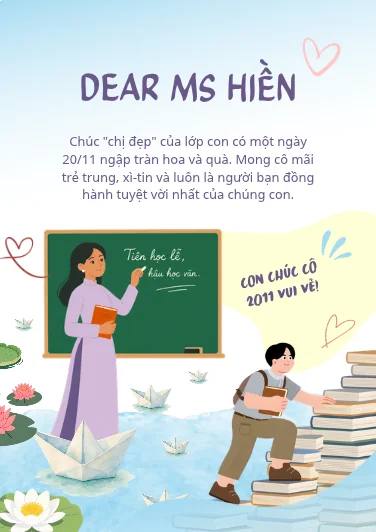 DEAR MS HIỀN
Chúc "chị đẹp" của lớp con có một ngày
20/11 ngập tràn hoa và quà. Mong cô mãi
trẻ trung, xì-tin và luôn là người bạn đồng
hành tuyệt vời nhất của chúng con.
Tiên học lễ,
hậu học văn.
CON CHÚC CÔ
2011 VUI VẺ!